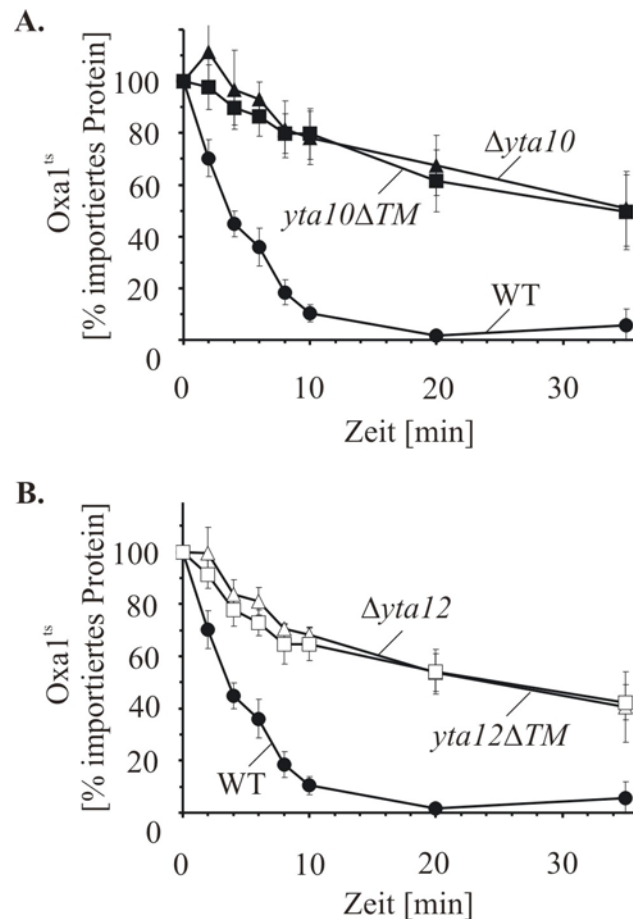 A.
Oxa1ts
[% importiertes Protein]
100
80
60
40
20
0
Δyta10
yta10ΔTM
WT
0 10 20 30
Zeit [min]
B.
Oxa1ts
[% importiertes Protein]
100
80
60
40
20
0
Δyta12
yta12ΔTM
WT
0 10 20 30
Zeit [min]